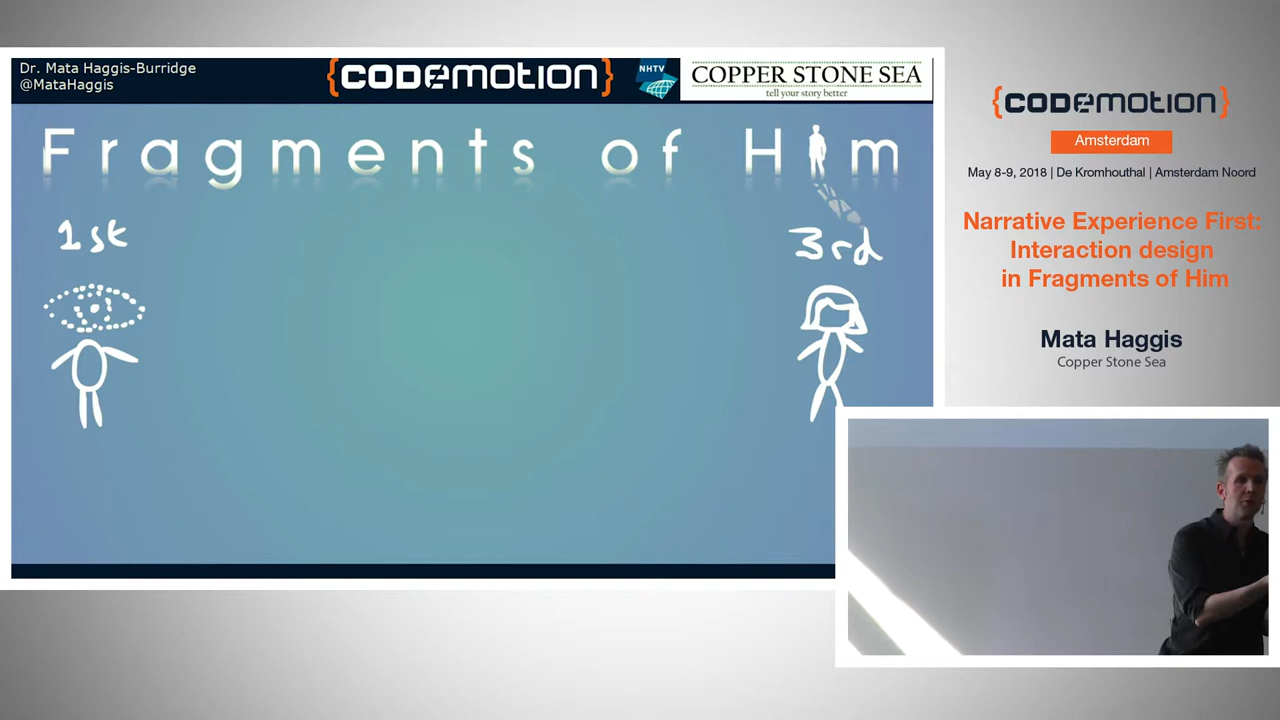 Dr. Mata Haggis-Burridge
@MataHaggis
{CODEMOTION}
NHTV
COPPER STONE SEA
tell your story better
Fragments of Him
1st
3rd
{CODEMOTION}
Amsterdam
May 8-9, 2018 | De Kromhouthal | Amsterdam Noord
Narrative Experience First:
Interaction design
in Fragments of Him
Mata Haggis
Copper Stone Sea